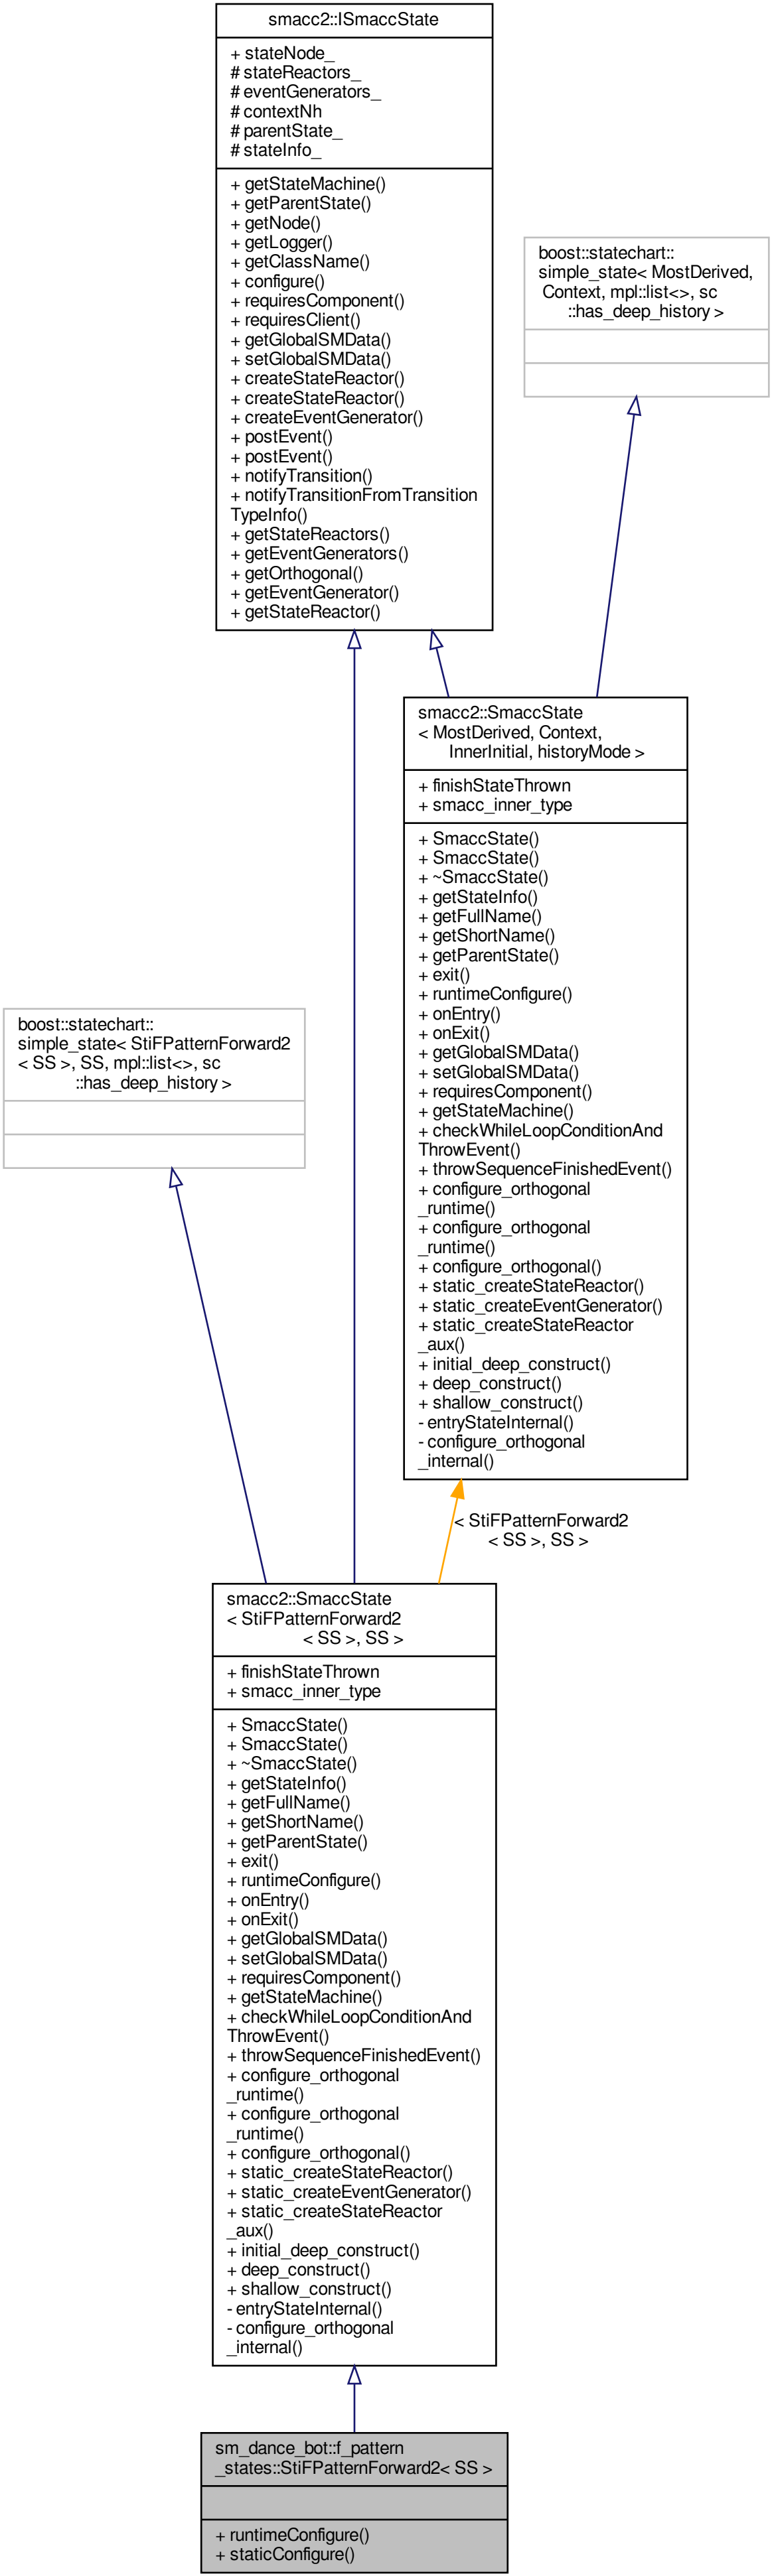 smacc2::ISmaccState
+ stateNode_
# stateReactors_
# eventGenerators_
# contextNh
# parentState_
# stateInfo_
+ getStateMachine()
+ getParentState()
+ getNode()
+ getLogger()
+ getClassName()
+ configure()
+ requiresComponent()
+ requiresClient()
+ getGlobalSMData()
+ setGlobalSMData()
+ createStateReactor()
+ createStateReactor()
+ createEventGenerator()
+ postEvent()
+ postEvent()
+ notifyTransition()
+ notifyTransitionFromTransition
TypeInfo()
+ getStateReactors()
+ getEventGenerators()
+ getOrthogonal()
+ getEventGenerator()
+ getStateReactor()
boost::statechart::
simple_state< MostDerived,
Context, mpl::list<>, sc
::has_deep_history >
smacc2::SmaccState
< MostDerived, Context,
InnerInitial, historyMode >
+ finishStateThrown
+ smacc_inner_type
+ SmaccState()
+ SmaccState()
+ ~SmaccState()
+ getStateInfo()
+ getFullName()
+ getShortName()
+ getParentState()
+ exit()
+ runtimeConfigure()
+ onEntry()
+ onExit()
+ getGlobalSMData()
+ setGlobalSMData()
+ requiresComponent()
+ getStateMachine()
+ checkWhileLoopConditionAnd
ThrowEvent()
+ throwSequenceFinishedEvent()
+ configure_orthogonal
_runtime()
+ configure_orthogonal
_runtime()
+ configure_orthogonal()
+ static_createStateReactor()
+ static_createEventGenerator()
+ static_createStateReactor
_aux()
+ initial_deep_construct()
+ deep_construct()
+ shallow_construct()
- entryStateInternal()
- configure_orthogonal
_internal()
boost::statechart::
simple_state< StiFPatternForward2
< SS >, SS, mpl::list<>, sc
::has_deep_history >
< StiFPatternForward2
< SS >, SS >
smacc2::SmaccState
< StiFPatternForward2
< SS >, SS >
+ finishStateThrown
+ smacc_inner_type
+ SmaccState()
+ SmaccState()
+ ~SmaccState()
+ getStateInfo()
+ getFullName()
+ getShortName()
+ getParentState()
+ exit()
+ runtimeConfigure()
+ onEntry()
+ onExit()
+ getGlobalSMData()
+ setGlobalSMData()
+ requiresComponent()
+ getStateMachine()
+ checkWhileLoopConditionAnd
ThrowEvent()
+ throwSequenceFinishedEvent()
+ configure_orthogonal
_runtime()
+ configure_orthogonal
_runtime()
+ configure_orthogonal()
+ static_createStateReactor()
+ static_createEventGenerator()
+ static_createStateReactor
_aux()
+ initial_deep_construct()
+ deep_construct()
+ shallow_construct()
- entryStateInternal()
- configure_orthogonal
_internal()
sm_dance_bot::f_pattern
_states::StiFPatternForward2< SS >
+ runtimeConfigure()
+ staticConfigure()